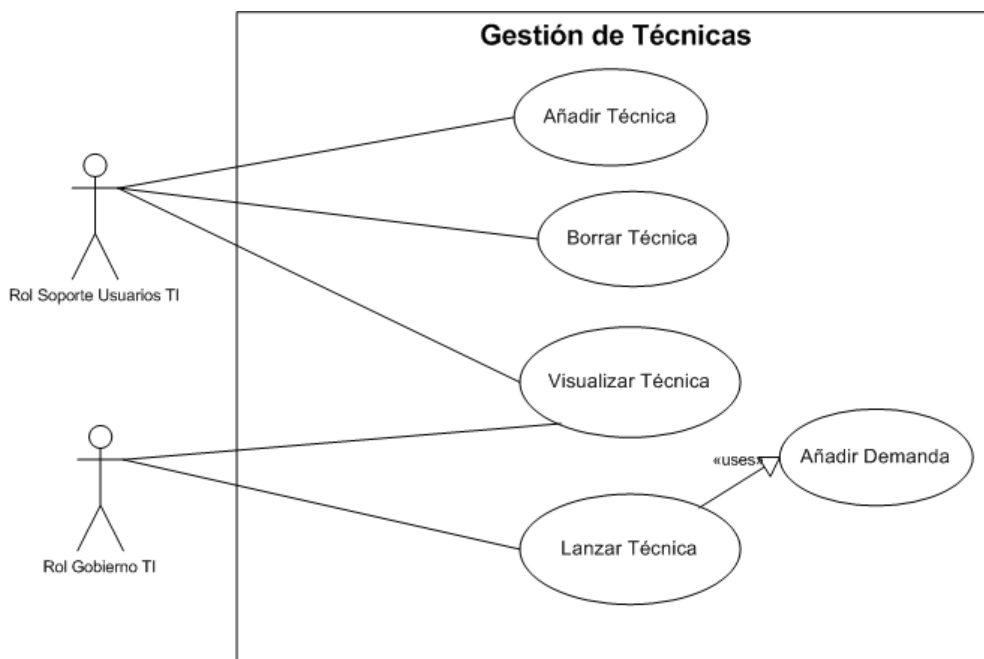 Gestión de Técnicas
Añadir Técnica
Borrar Técnica
Rol Soporte Usuarios TI
Visualizar Técnica
«uses»
Añadir Demanda
Lanzar Técnica
Rol Gobierno TI